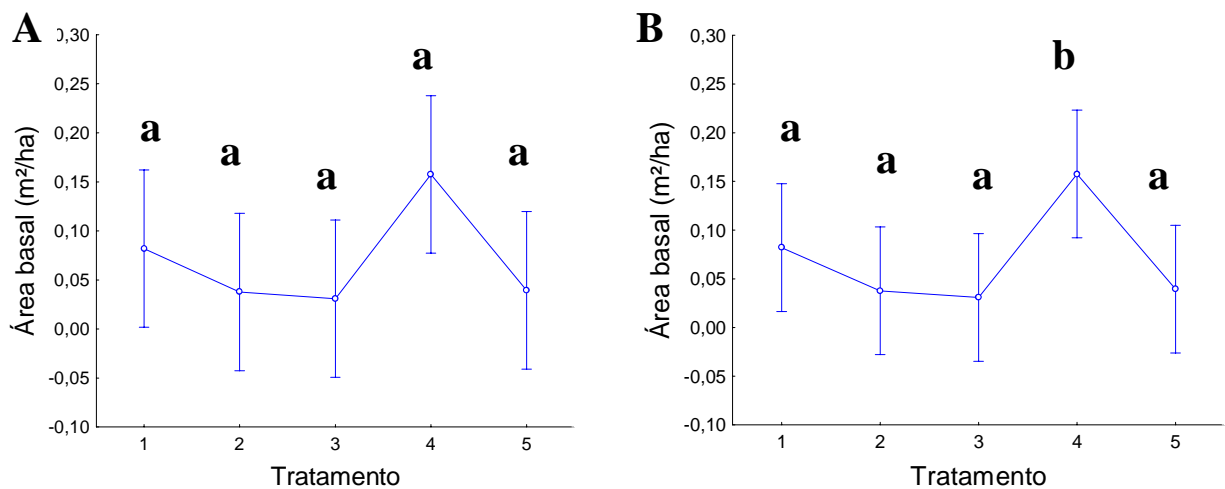 A
Área basal (m²/ha)
0,30
0,25
0,20
0,15
0,10
0,05
0,00
-0,05
-0,10
a
a
a
a
a
1 2 3 4 5
Tratamento
B
Área basal (m²/ha)
0,30
0,25
0,20
0,15
0,10
0,05
0,00
-0,05
-0,10
a
a
a
b
a
1 2 3 4 5
Tratamento